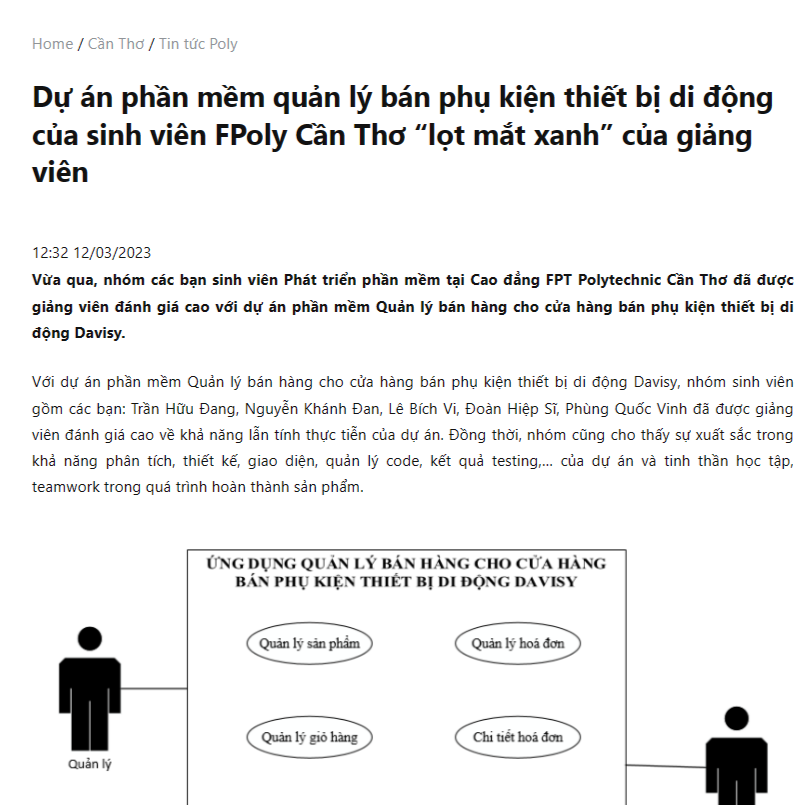 Home / Cần Thơ / Tin tức Poly
Dự án phần mềm quản lý bán phụ kiện thiết bị di động
của sinh viên FPoly Cần Thơ “lọt mắt xanh” của giảng
viên
12:32 12/03/2023
Vừa qua, nhóm các bạn sinh viên Phát triển phần mềm tại Cao đẳng FPT Polytechnic Cần Thơ đã được
giảng viên đánh giá cao với dự án phần mềm Quản lý bán hàng cho cửa hàng bán phụ kiện thiết bị di
động Davisy.
Với dự án phần mềm Quản lý bán hàng cho cửa hàng bán phụ kiện thiết bị di động Davisy, nhóm sinh viên
gồm các bạn: Trần Hữu Đang, Nguyễn Khánh Đan, Lê Bích Vi, Đoàn Hiệp Sĩ, Phùng Quốc Vinh đã được giảng
viên đánh giá cao về khả năng lẫn tính thực tiễn của dự án. Đồng thời, nhóm cũng cho thấy sự xuất sắc trong
khả năng phân tích, thiết kế, giao diện, quản lý code, kết quả testing,... của dự án và tinh thần học tập,
teamwork trong quá trình hoàn thành sản phẩm.
ỨNG DỤNG QUẢN LÝ BÁN HÀNG CHO CỬA HÀNG
BÁN PHỤ KIỆN THIẾT BỊ DI ĐỘNG DAVISY
Quản lý sản phẩm
Quản lý hoá đơn
Quản lý giỏ hàng
Chi tiết hoá đơn
Quản lý